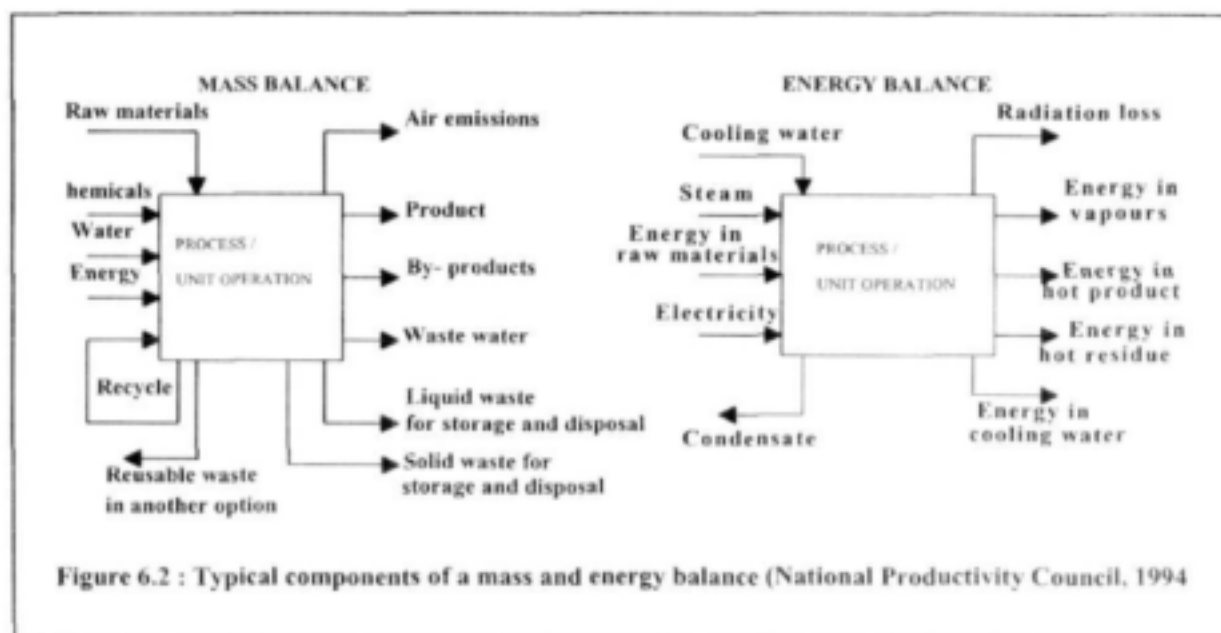 MASS BALANCE
Raw materials
hemicals
Water
Energy
Recycle
Reusable waste
in another option
PROCESS /
UNIT OPERATION
Air emissions
Product
By- products
Waste water
Liquid waste
for storage and disposal
Solid waste for
storage and disposal
ENERGY BALANCE
Cooling water
Steam
Energy in
raw materials
Electricity
Condensate
PROCESS /
UNIT OPERATION
Radiation loss
Energy in
vapours
Energy in
hot product
Energy in
hot residue
Energy in
cooling water
Figure 6.2 : Typical components of a mass and energy balance (National Productivity Council, 1994